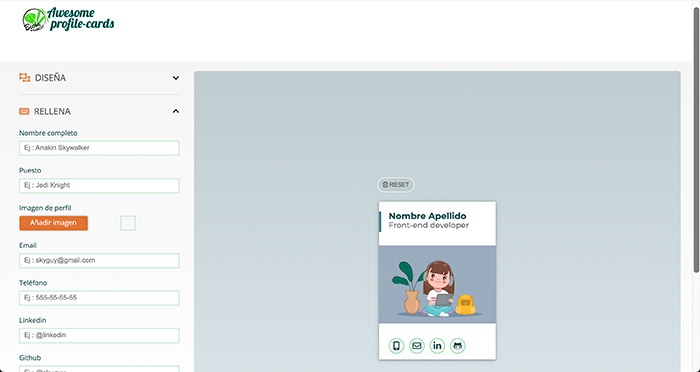 Awesome
profile-cards
DISEÑA
RELLENA
Nombre completo
Ej : Anakin Skywalker
Puesto
Ej : Jedi Knight
Imagen de perfil
Añadir imagen
Email
Ej : skyguy@gmail.com
Teléfono
Ej : 555-55-55-55
Linkedin
Ej : @linkedin
Github
RESET
Nombre Apellido
Front-end developer
in